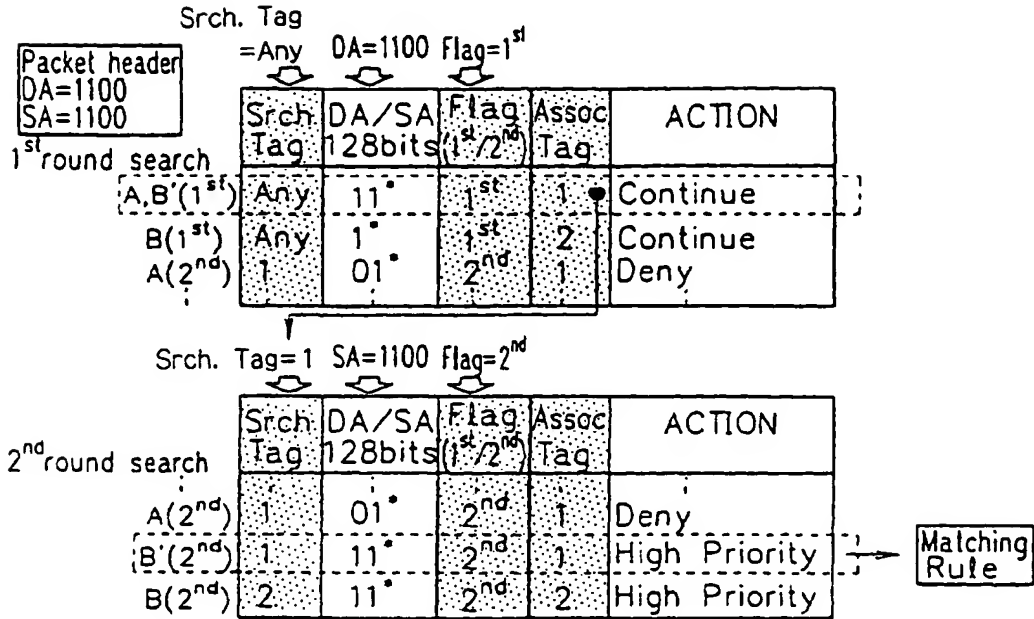 Srch. Tag
=Any DA=1100 Flag=1st
Packet header
DA=1100
SA=1100
Srch Tag DA/SA 128bits Flag (1st/2nd) Assoc Tag ACTION
1st round search
A,B'(1st) Any 11* 1st 1 Continue
B(1st) Any 1* 1st 2 Continue
A(2nd) 1 01* 2nd 1 Deny
Srch. Tag=1 SA=1100 Flag=2nd
Srch Tag DA/SA 128bits Flag (1st/2nd) Assoc Tag ACTION
2nd round search
A(2nd) 1 01* 2nd 1 Deny
B'(2nd) 1 11* 2nd 1 High Priority
Matching Rule
B(2nd) 2 11* 2nd 2 High Priority